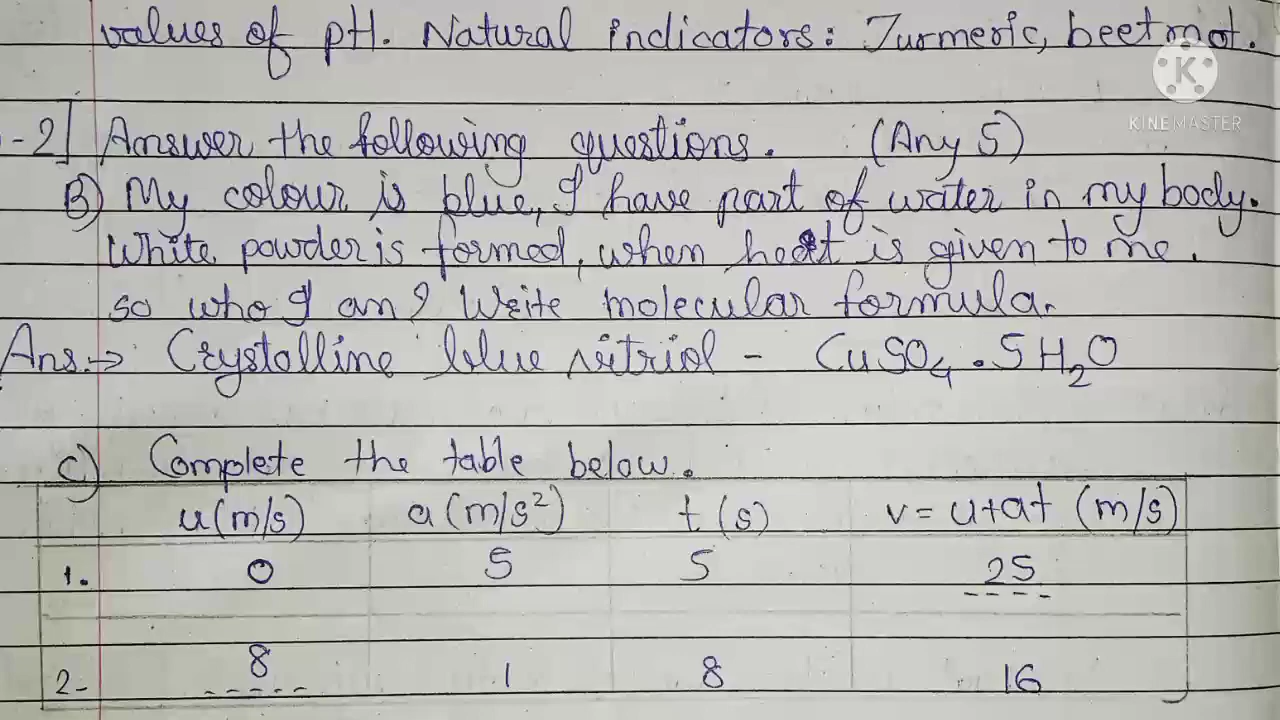 values of pH. Natural indicators: Turmeric, beetroot.
K
KINEMASTER
-2] Answer the following questions. (Any 5)
B) My colour is blue, I have part of water in my body.
White powder is formed, when heat is given to me.
so who I am? Write molecular formula.
Ans.→ Crystalline blue vitriol - CuSO₄.5H₂O
C) Complete the table below.
u(m/s) a(m/s²) t(s) v=u+at (m/s)
1. 0 5 5 25
2- 8 1 8 16